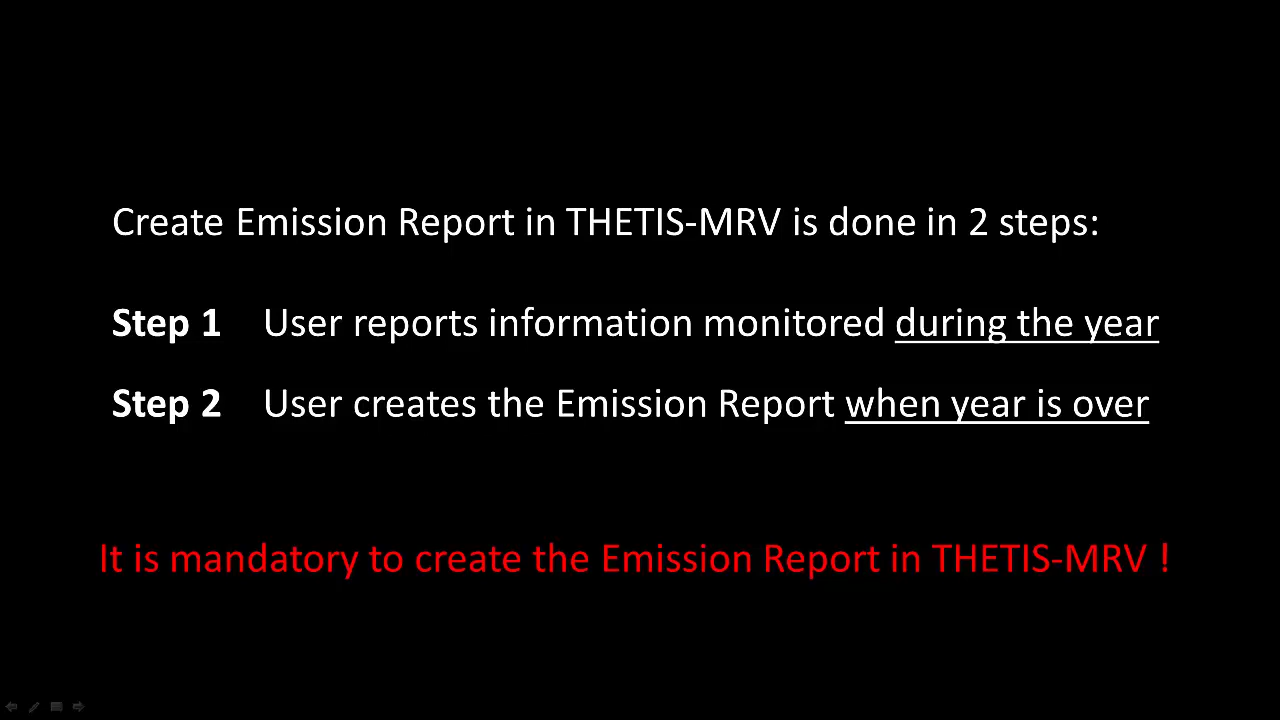 Create Emission Report in THETIS-MRV is done in 2 steps:
Step 1 User reports information monitored during the year
Step 2 User creates the Emission Report when year is over
It is mandatory to create the Emission Report in THETIS-MRV !